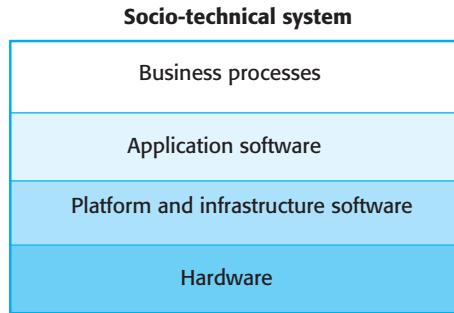 Socio-technical system
Business processes
Application software
Platform and infrastructure software
Hardware